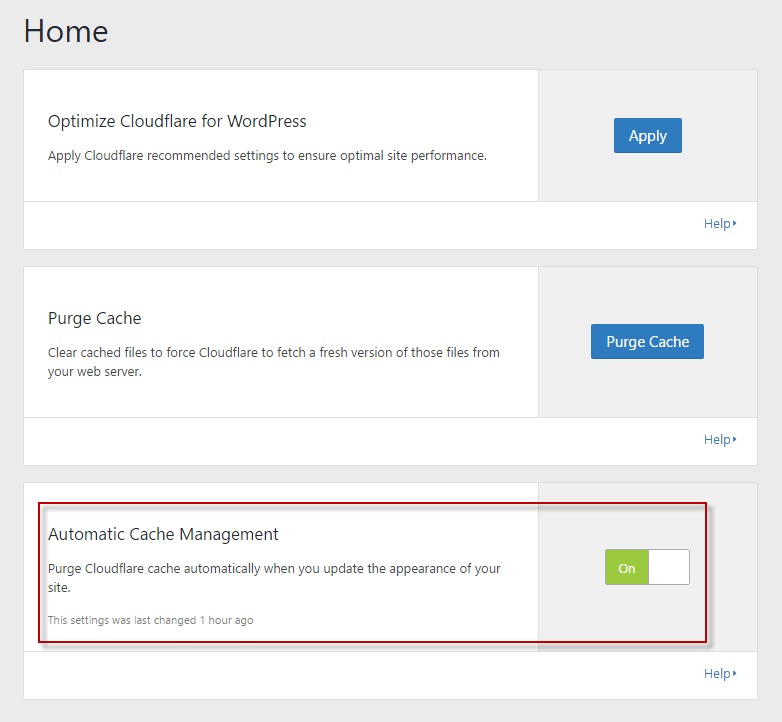 Home
Optimize Cloudflare for WordPress
Apply Cloudflare recommended settings to ensure optimal site performance.
Apply
Help
Purge Cache
Clear cached files to force Cloudflare to fetch a fresh version of those files from
your web server.
Purge Cache
Help
Automatic Cache Management
Purge Cloudflare cache automatically when you update the appearance of your
site.
This settings was last changed 1 hour ago
On
Help